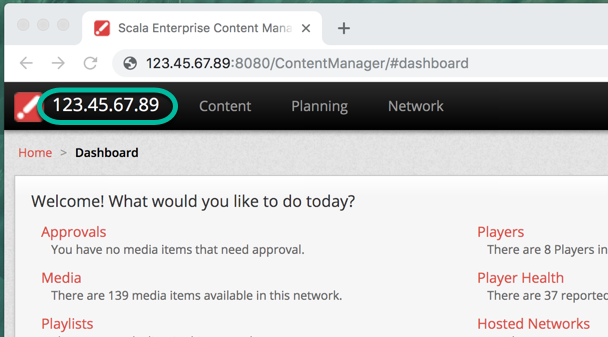 Scala Enterprise Content Mana
123.45.67.89:8080/ContentManager/#dashboard
123.45.67.89 Content Planning Network
Home > Dashboard
Welcome! What would you like to do today?
Approvals
You have no media items that need approval.
Media
There are 139 media items available in this network.
Playlists
Players
There are 8 Players in
Player Health
There are 37 reported
Hosted Networks